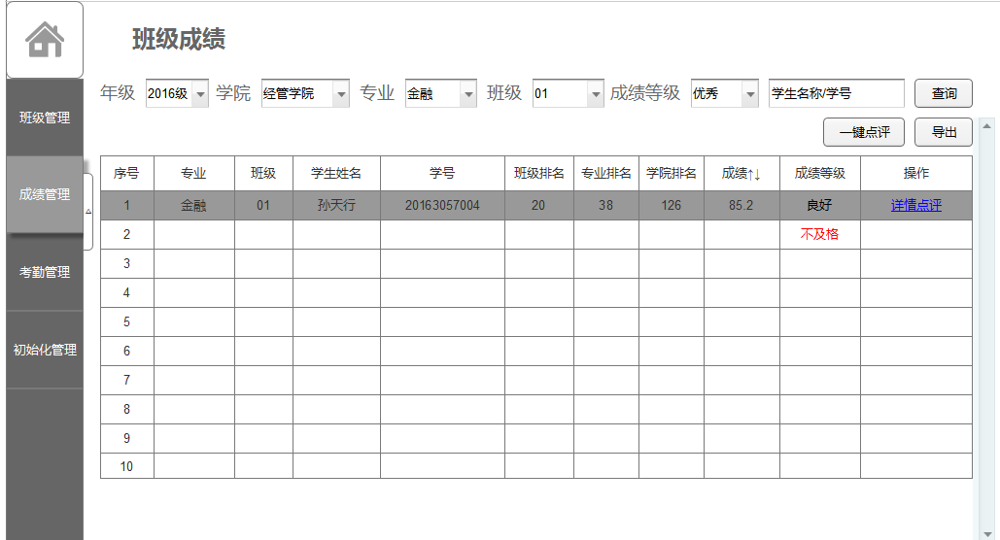 班级成绩
年级 2016级 学院 经管学院 专业 金融 班级 01 成绩等级 优秀 学生名称/学号 查询
一键点评 导出
班级管理
成绩管理
考勤管理
初始化管理
序号 专业 班级 学生姓名 学号 班级排名 专业排名 学院排名 成绩↑↓ 成绩等级 操作
1 金融 01 孙天行 20163057004 20 38 126 85.2 良好 详情点评
2 不及格
3
4
5
6
7
8
9
10